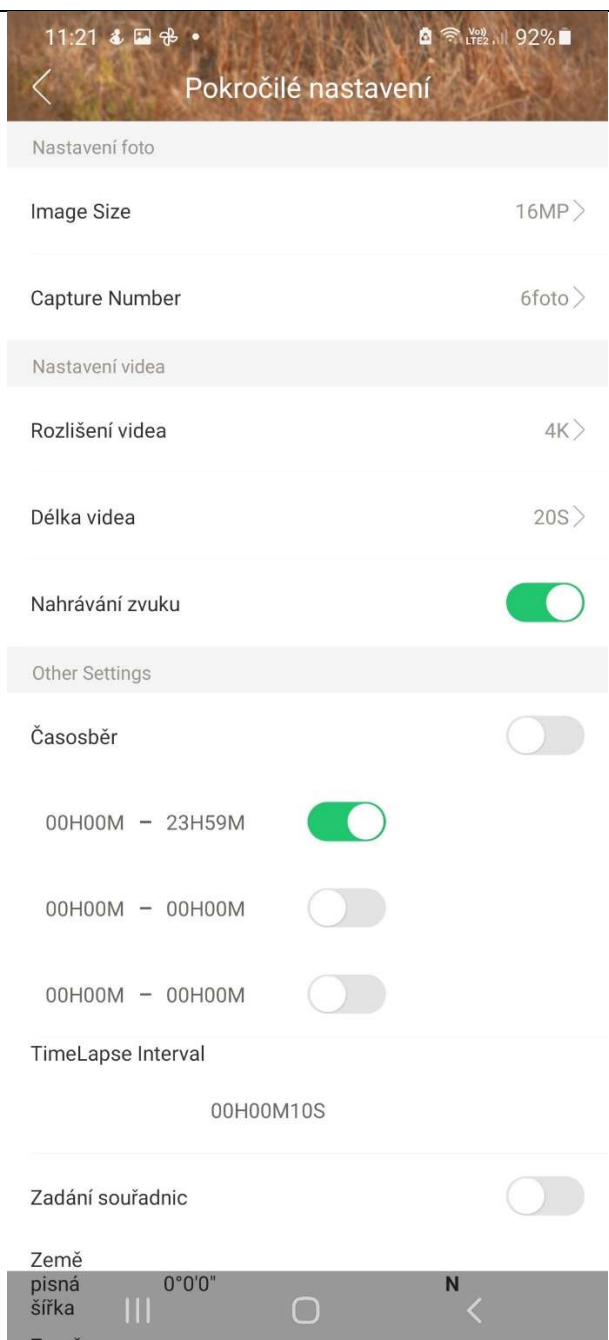 11:21 Vo)) LTE2 92%
Pokročilé nastavení
Nastavení foto
Image Size 16MP
Capture Number 6foto
Nastavení videa
Rozlišení videa 4K
Délka videa 20S
Nahrávání zvuku
Other Settings
Časosběr
00H00M – 23H59M
00H00M – 00H00M
00H00M – 00H00M
TimeLapse Interval
00H00M10S
Zadání souřadnic
Země
pisná 0°0'0" N
šířka